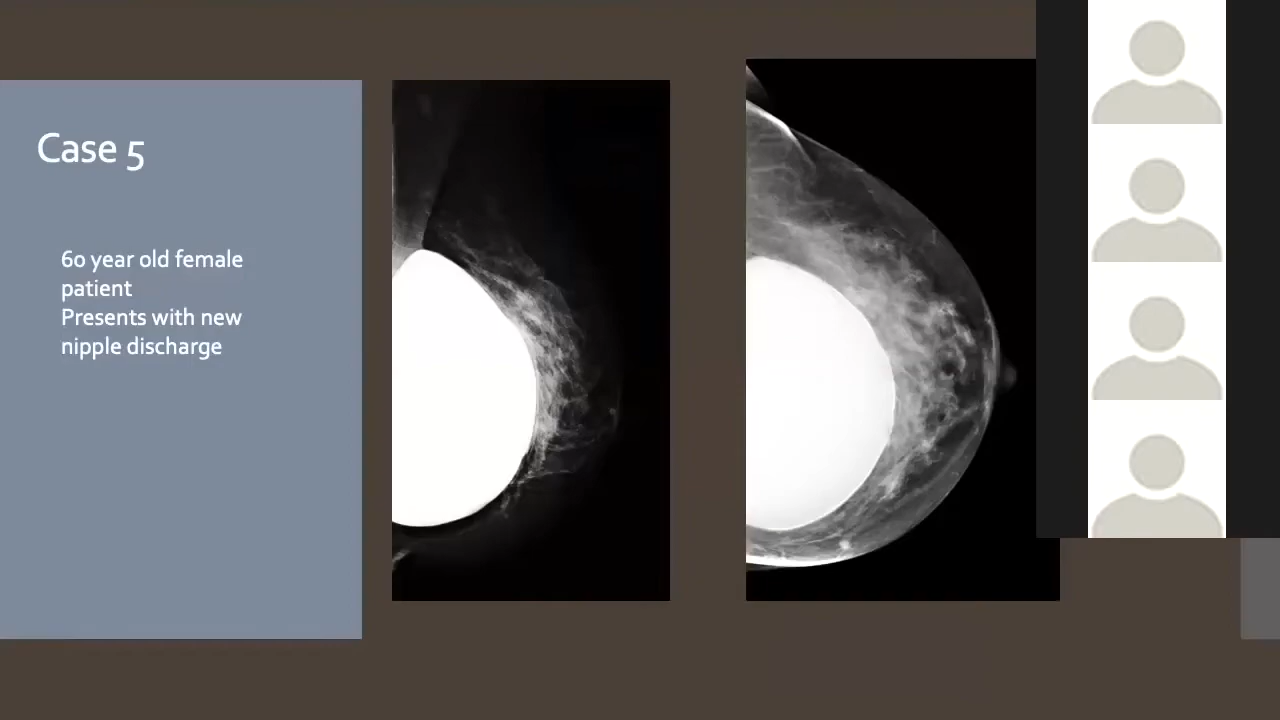 Case 5
60 year old female
patient
Presents with new
nipple discharge